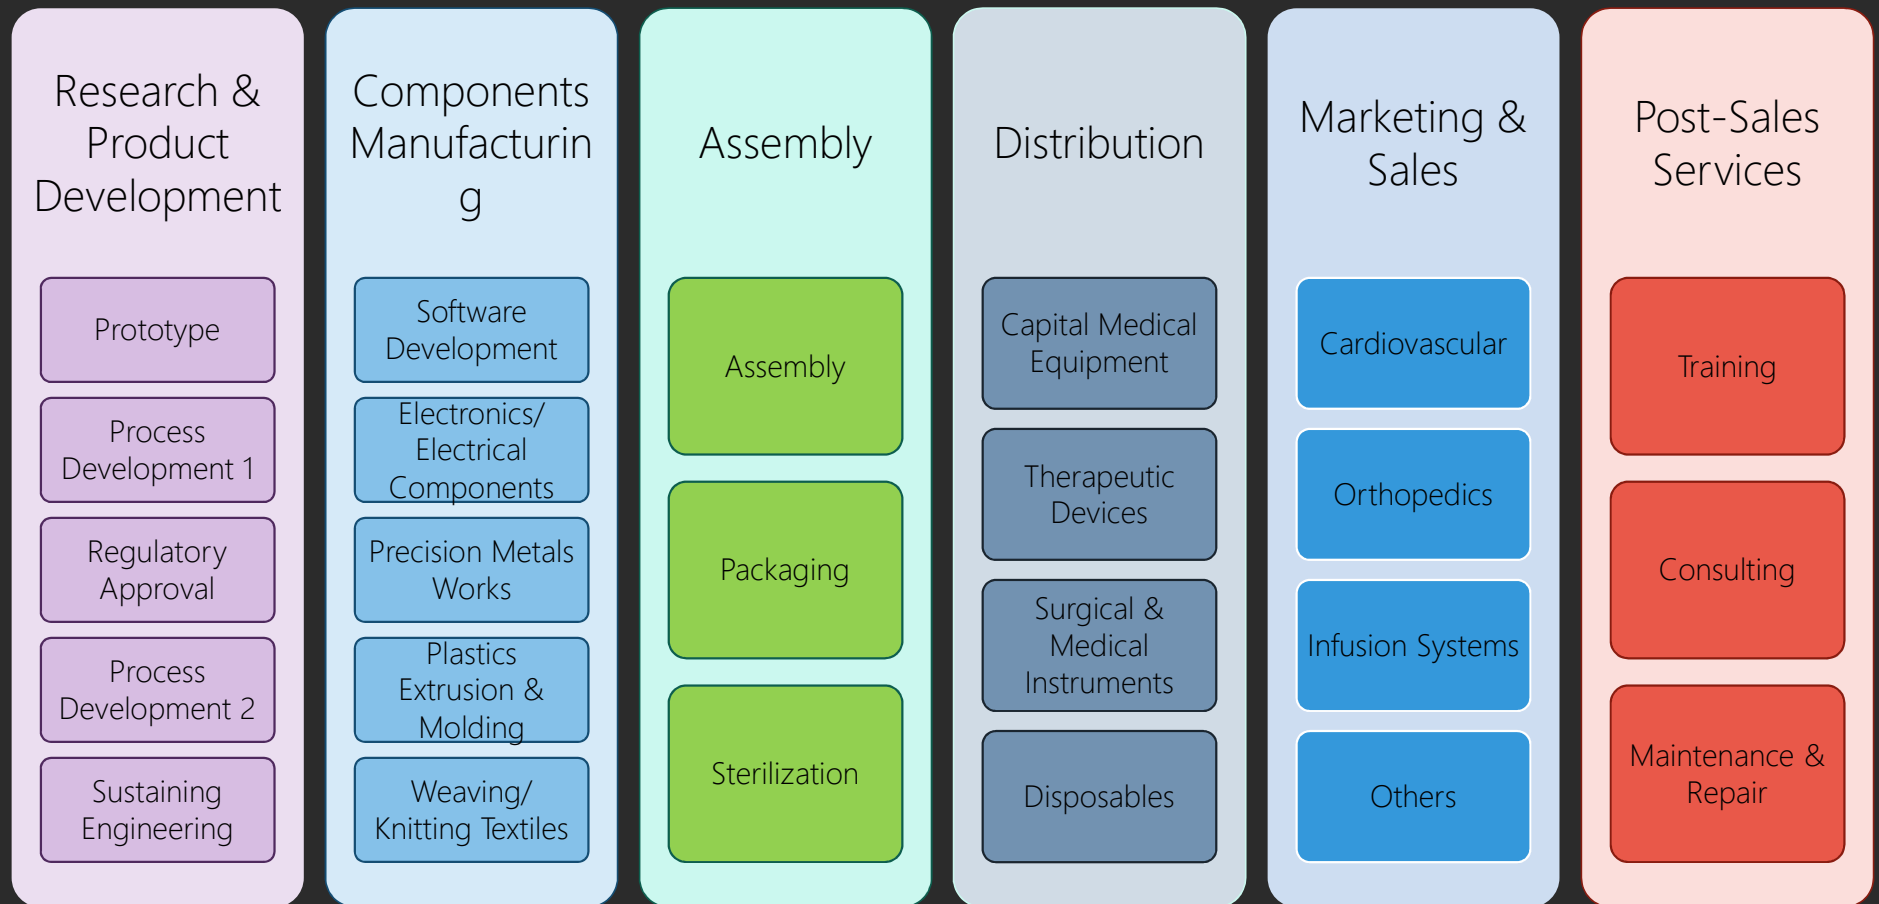 Research &
Product
Development
Prototype
Process
Development 1
Regulatory
Approval
Process
Development 2
Sustaining
Engineering
Components
Manufacturin
g
Software
Development
Electronics/
Electrical
Components
Precision Metals
Works
Plastics
Extrusion &
Molding
Weaving/
Knitting Textiles
Assembly
Assembly
Packaging
Sterilization
Distribution
Capital Medical
Equipment
Therapeutic
Devices
Surgical &
Medical
Instruments
Disposables
Marketing &
Sales
Cardiovascular
Orthopedics
Infusion Systems
Others
Post-Sales
Services
Training
Consulting
Maintenance &
Repair